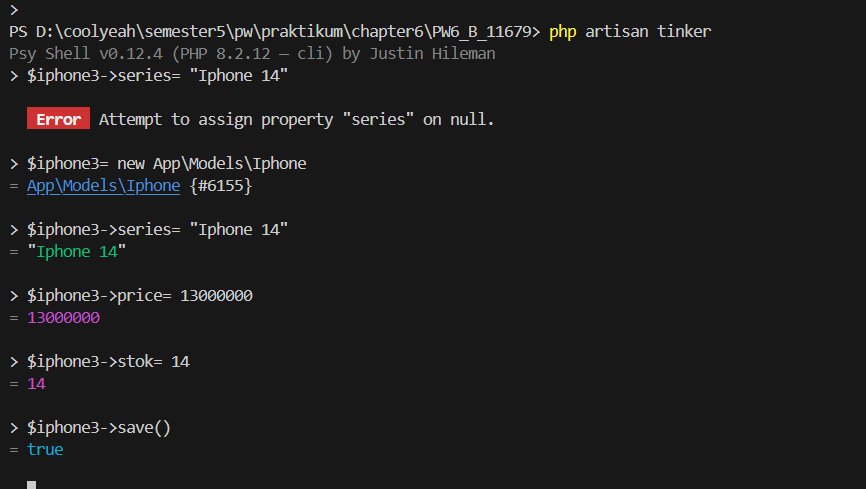 >
PS D:\coolyeah\semester5\pw\praktikum\chapter6\PW6_B_11679> php artisan tinker
Psy Shell v0.12.4 (PHP 8.2.12 — cli) by Justin Hileman
> $iphone3->series= "Iphone 14"
Error Attempt to assign property "series" on null.
> $iphone3= new App\Models\Iphone
= App\Models\Iphone {#6155}
> $iphone3->series= "Iphone 14"
= "Iphone 14"
> $iphone3->price= 13000000
= 13000000
> $iphone3->stok= 14
= 14
> $iphone3->save()
= true